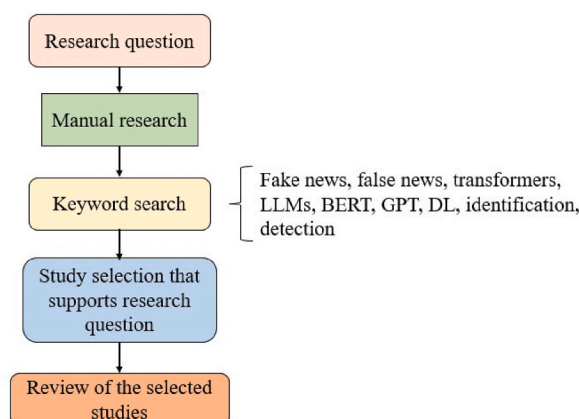 Research question
Manual research
Keyword search
Fake news, false news, transformers,
LLMs, BERT, GPT, DL, identification,
detection
Study selection that
supports research
question
Review of the selected
studies